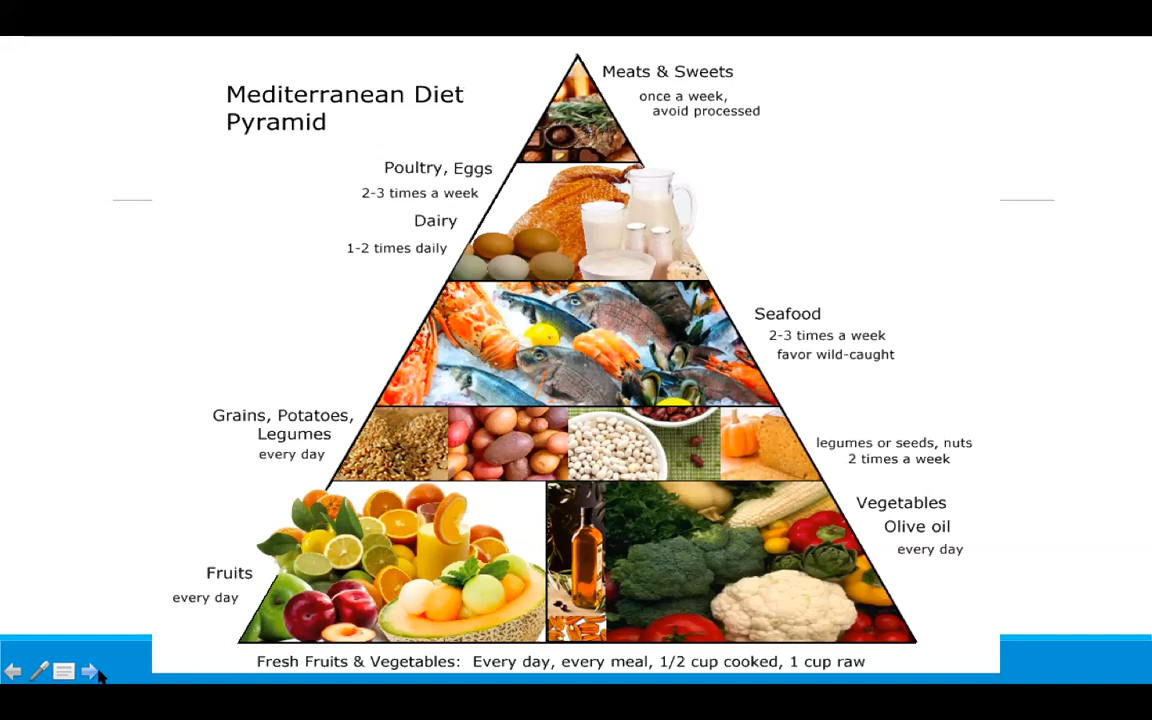 Mediterranean Diet
Pyramid
Meats & Sweets
once a week,
avoid processed
Poultry, Eggs
2-3 times a week
Dairy
1-2 times daily
Seafood
2-3 times a week
favor wild-caught
Grains, Potatoes,
Legumes
every day
legumes or seeds, nuts
2 times a week
Vegetables
Olive oil
every day
Fruits
every day
Fresh Fruits & Vegetables: Every day, every meal, 1/2 cup cooked, 1 cup raw